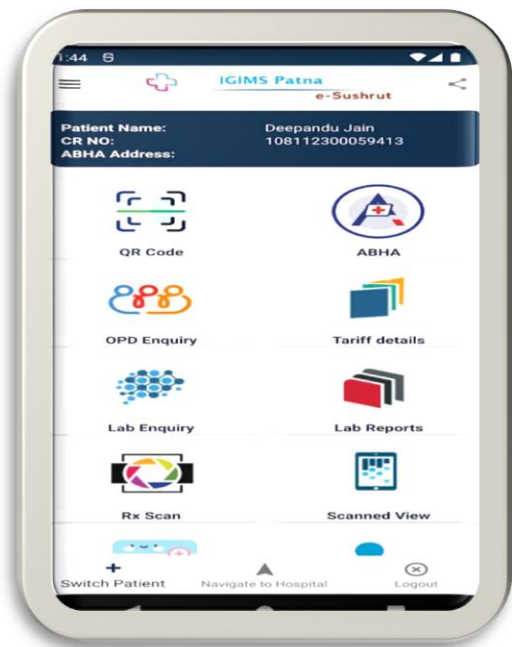 1:44
IGIMS Patna
e-Sushrut
Patient Name: Deepandu Jain
CR NO: 108112300059413
ABHA Address:
QR Code ABHA
OPD Enquiry Tariff details
Lab Enquiry Lab Reports
Rx Scan Scanned View
Switch Patient Navigate to Hospital Logout